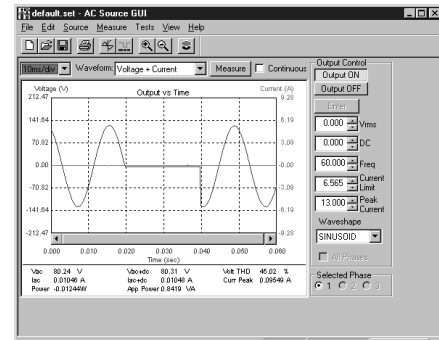 default.set - AC Source GUI
File Edit Source Measure Tests View Help
10ms/div Waveform: Voltage + Current Measure Continuous
Voltage (V) Output vs Time Current (A)
212.47 9.28
141.64 6.19
70.82 3.09
0.00 -0.00
-70.82 -3.09
-141.64 -6.19
-212.47 -9.28
0.000 0.010 0.020 0.030 0.040 0.050 0.060
Time (sec)
Vac 80.24 V Vac+dc 80.31 V Volt THD 45.02 %
Iac 0.01046 A Iac+dc 0.01048 A Curr Peak 0.09549 A
Power -0.01244W App Power 0.8419 VA
Output Control
Output ON
Output OFF
Enter
0.000 Vrms
0.000 DC
60.000 Freq
6.565 Current Limit
13.000 Peak Current
Waveshape
SINUSOID
All Phases
Selected Phase
1 2 3